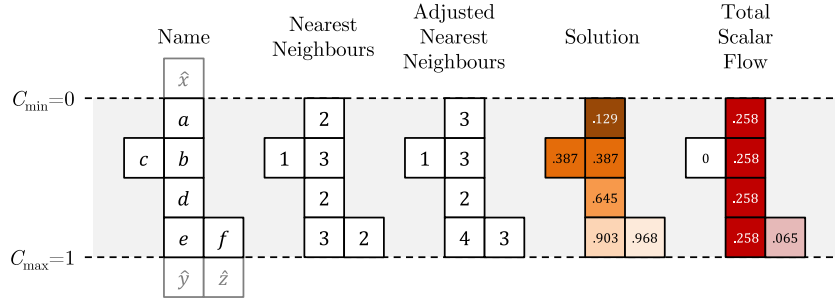 Name
Nearest
Neighbours
Adjusted
Nearest
Neighbours
Solution
Total
Scalar
Flow
x̂
C_min=0
a 2 3 .129 .258
c b 1 3 1 3 .387 .387 0 .258
d 2 2 .645 .258
e f 3 2 4 3 .903 .968 .258 .065
C_max=1
ŷ ẑ